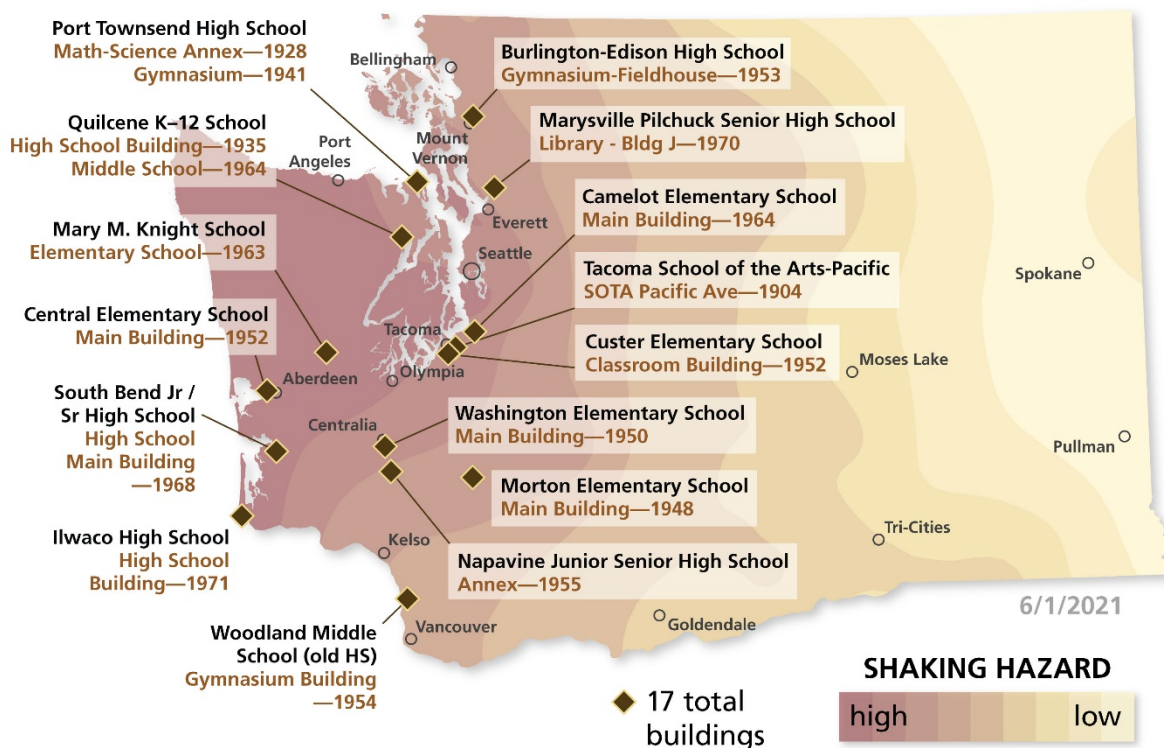 Port Townsend High School
Math-Science Annex—1928
Gymnasium—1941
Quilcene K–12 School
High School Building—1935
Middle School—1964
Mary M. Knight School
Elementary School—1963
Central Elementary School
Main Building—1952
South Bend Jr /
Sr High School
High School
Main Building
—1968
Ilwaco High School
High School
Building—1971
Woodland Middle
School (old HS)
Gymnasium Building
—1954
Bellingham
Mount
Vernon
Port
Angeles
Everett
Seattle
Tacoma
Olympia
Aberdeen
Centralia
Kelso
Vancouver
Burlington-Edison High School
Gymnasium-Fieldhouse—1953
Marysville Pilchuck Senior High School
Library - Bldg J—1970
Camelot Elementary School
Main Building—1964
Tacoma School of the Arts-Pacific
SOTA Pacific Ave—1904
Custer Elementary School
Classroom Building—1952
Washington Elementary School
Main Building—1950
Morton Elementary School
Main Building—1948
Napavine Junior Senior High School
Annex—1955
Spokane
Moses Lake
Pullman
Tri-Cities
Goldendale
6/1/2021
17 total
buildings
SHAKING HAZARD
high
low